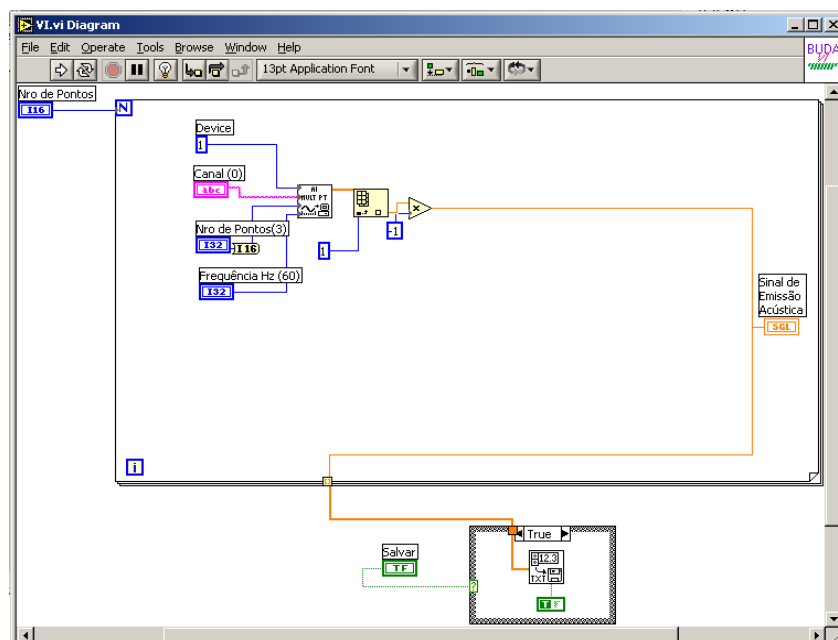 VI.vi Diagram
File Edit Operate Tools Browse Window Help
BUDA
13pt Application Font
Nro de Pontos
I16
N
Device
1
Canal (0)
abc
AI
MULT PT
Nro de Pontos(3)
I32
I16
1
-1
x
Frequência Hz (60)
I32
Sinal de
Emissão
Acústica
SGL
i
True
Salvar
TF
?
12.3
TXT
T F